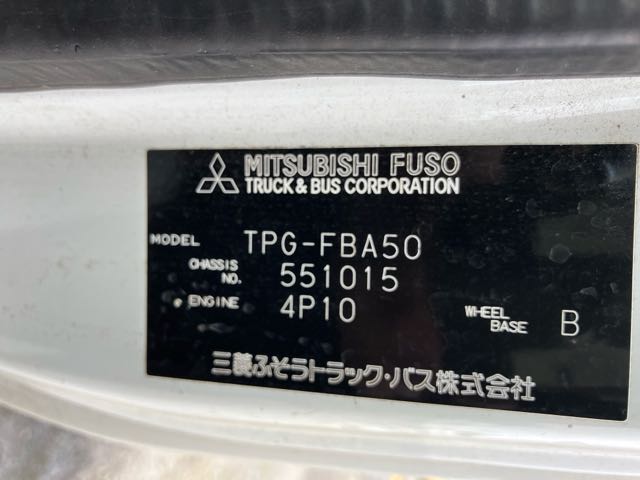 MITSUBISHI FUSO
TRUCK & BUS CORPORATION
MODEL TPG-FBA50
CHASSIS NO. 551015
ENGINE 4P10 WHEEL BASE B
三菱ふそうトラック・バス株式会社